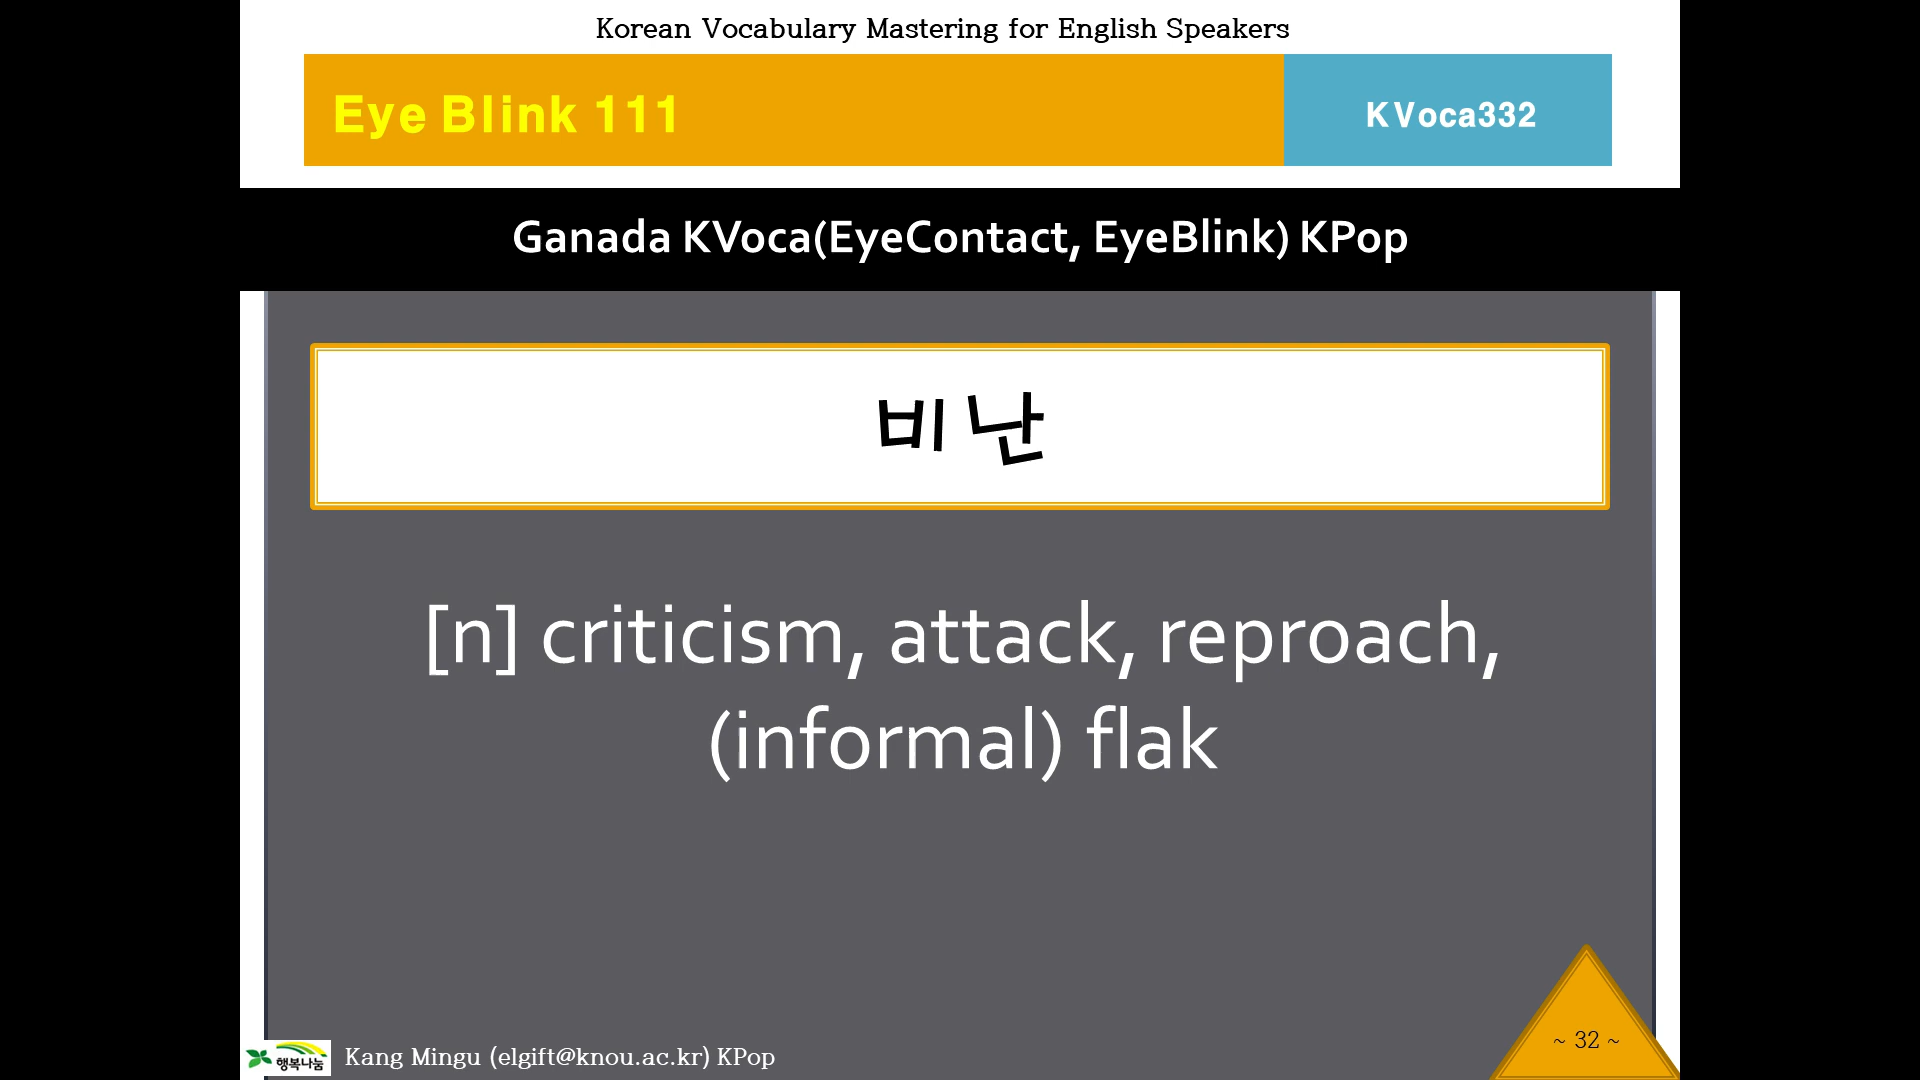 Korean Vocabulary Mastering for English Speakers
Eye Blink 111
KVoca332
Ganada KVoca(EyeContact, EyeBlink) KPop
비난
[n] criticism, attack, reproach,
(informal) flak
행복나눔
Kang Mingu (elgift@knou.ac.kr) KPop
~ 32 ~